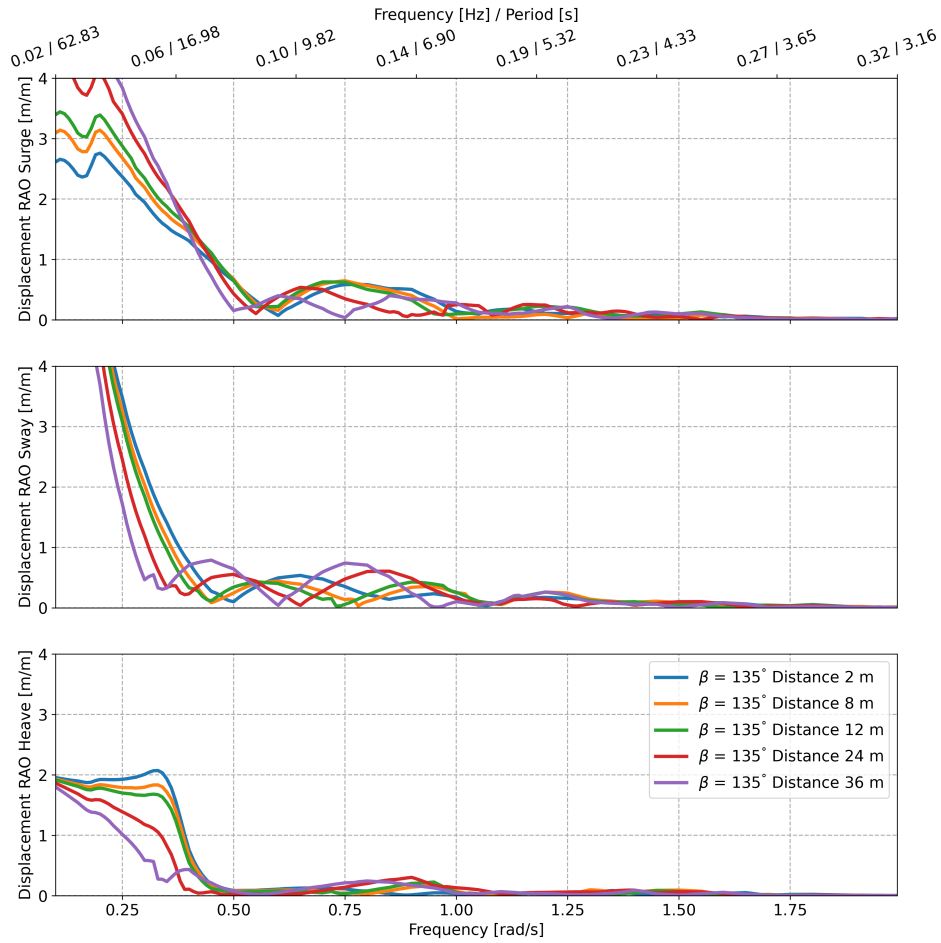 Frequency [Hz] / Period [s]
0.02 / 62.83 0.06 / 16.98 0.10 / 9.82 0.14 / 6.90 0.19 / 5.32 0.23 / 4.33 0.27 / 3.65 0.32 / 3.16
Displacement RAO Surge [m/m]
4
3
2
1
0
Displacement RAO Sway [m/m]
4
3
2
1
0
Displacement RAO Heave [m/m]
4
3
2
1
0
β = 135° Distance 2 m
β = 135° Distance 8 m
β = 135° Distance 12 m
β = 135° Distance 24 m
β = 135° Distance 36 m
0.25 0.50 0.75 1.00 1.25 1.50 1.75
Frequency [rad/s]